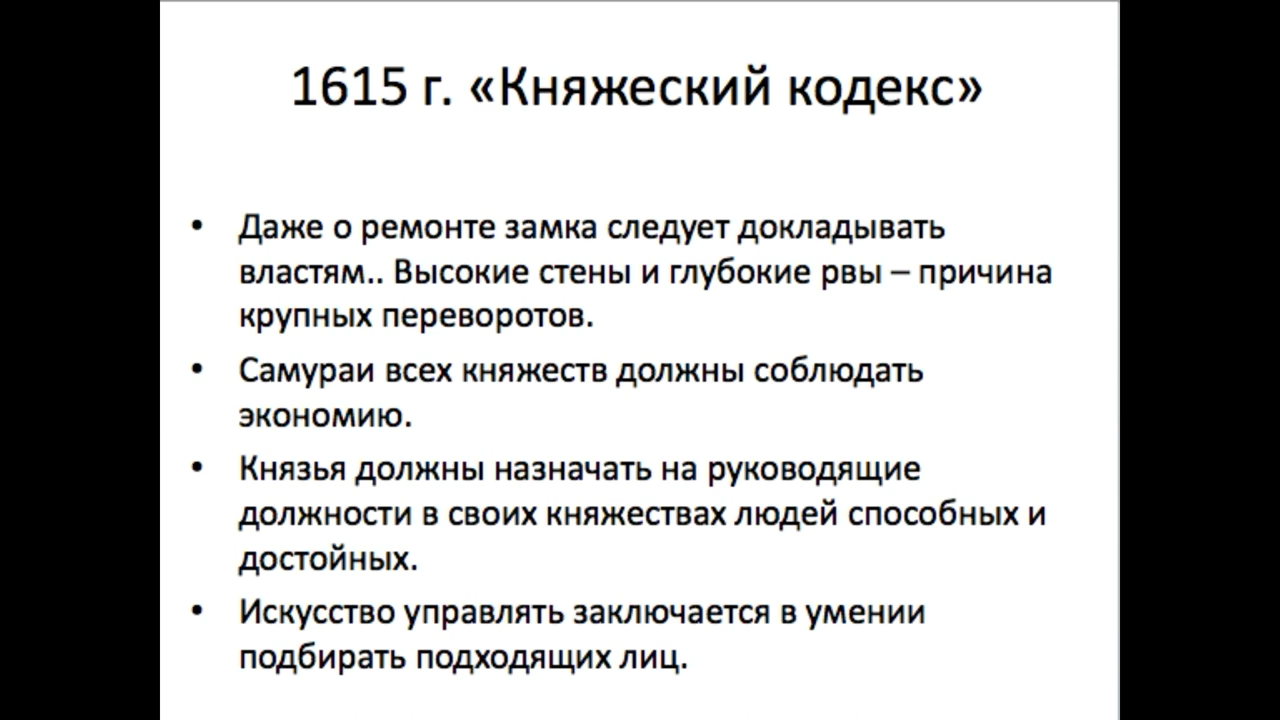 1615 г. «Княжеский кодекс»
• Даже о ремонте замка следует докладывать
властям.. Высокие стены и глубокие рвы – причина
крупных переворотов.
• Самураи всех княжеств должны соблюдать
экономию.
• Князья должны назначать на руководящие
должности в своих княжествах людей способных и
достойных.
• Искусство управлять заключается в умении
подбирать подходящих лиц.